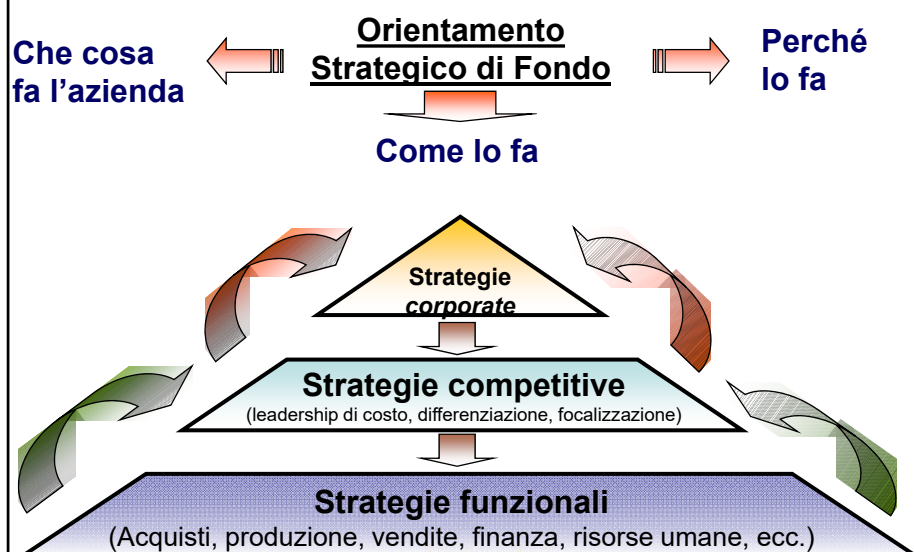 Orientamento
Strategico di Fondo
Che cosa
fa l'azienda
Perché
lo fa
Come lo fa
Strategie
corporate
Strategie competitive
(leadership di costo, differenziazione, focalizzazione)
Strategie funzionali
(Acquisti, produzione, vendite, finanza, risorse umane, ecc.)